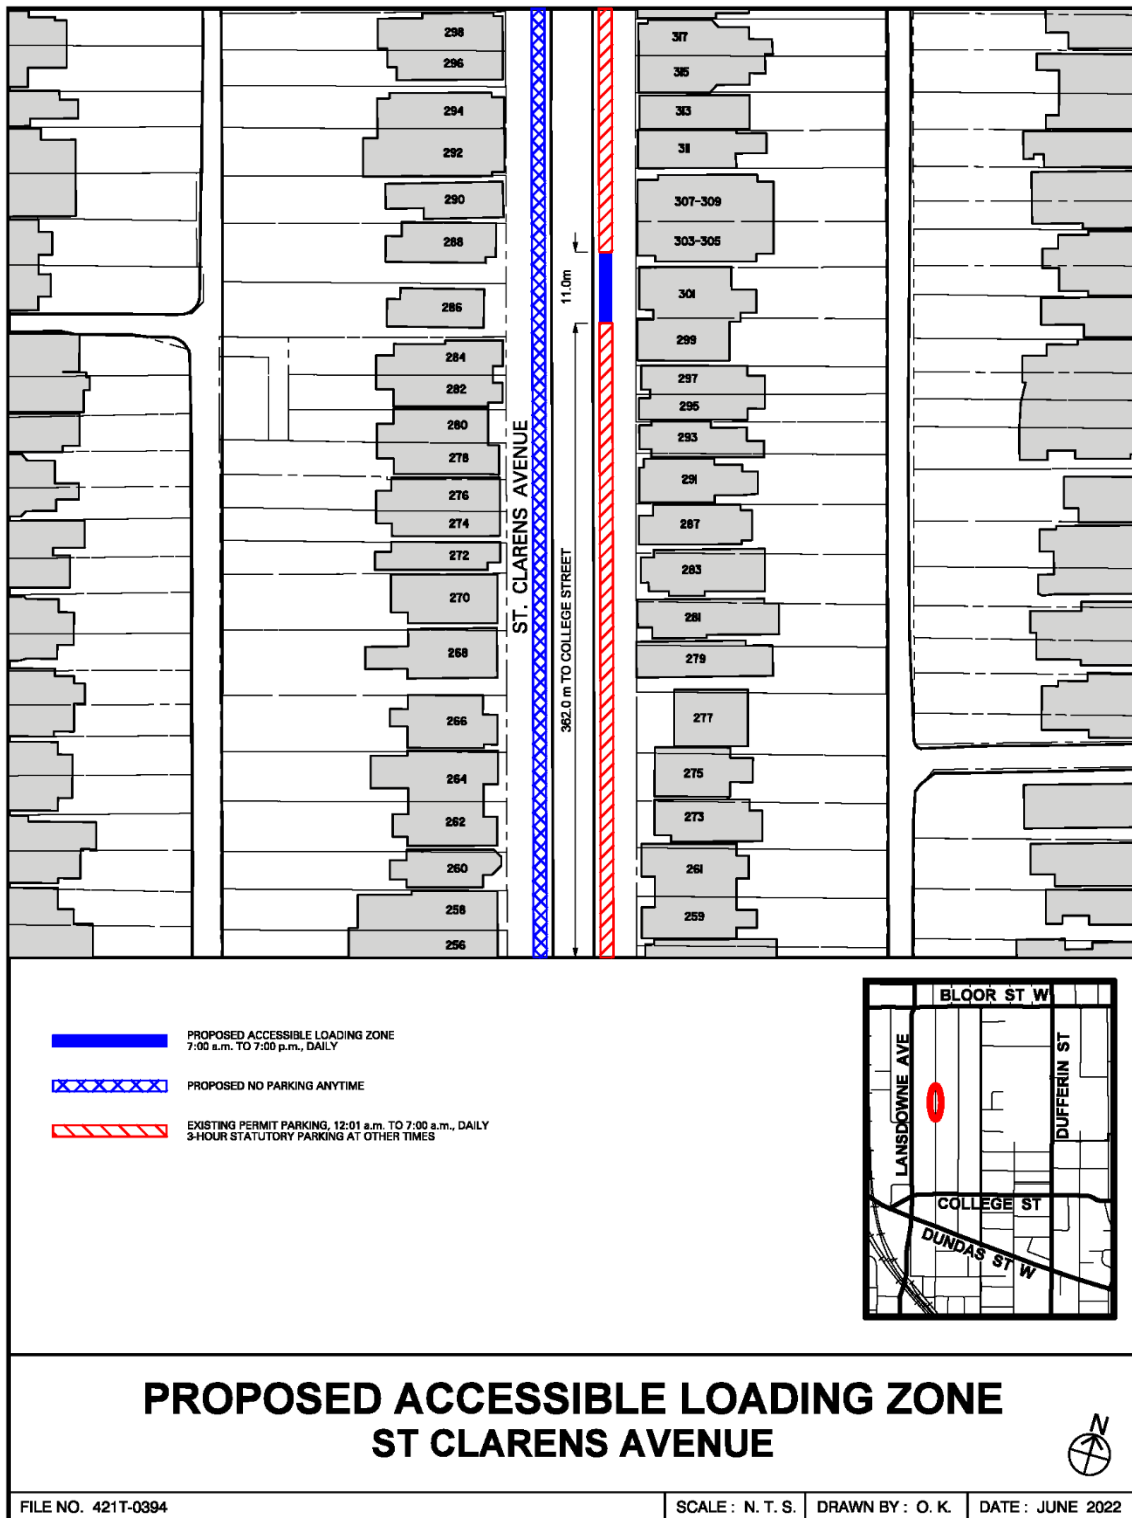 298
296
294
292
290
288
286
284
282
280
278
276
274
272
270
268
266
264
262
260
258
256
ST. CLARENS AVENUE
11.0m
362.0 m TO COLLEGE STREET
317
315
313
311
307-309
303-305
301
299
297
295
293
291
287
283
281
279
277
275
273
261
259
PROPOSED ACCESSIBLE LOADING ZONE
7:00 a.m. TO 7:00 p.m., DAILY
PROPOSED NO PARKING ANYTIME
EXISTING PERMIT PARKING, 12:01 a.m. TO 7:00 a.m., DAILY
3-HOUR STATUTORY PARKING AT OTHER TIMES
BLOOR ST W
LANSDOWNE AVE
DUFFERIN ST
COLLEGE ST
DUNDAS ST W
PROPOSED ACCESSIBLE LOADING ZONE
ST CLARENS AVENUE
N
FILE NO. 421T-0394
SCALE : N. T. S.
DRAWN BY : O. K.
DATE : JUNE 2022